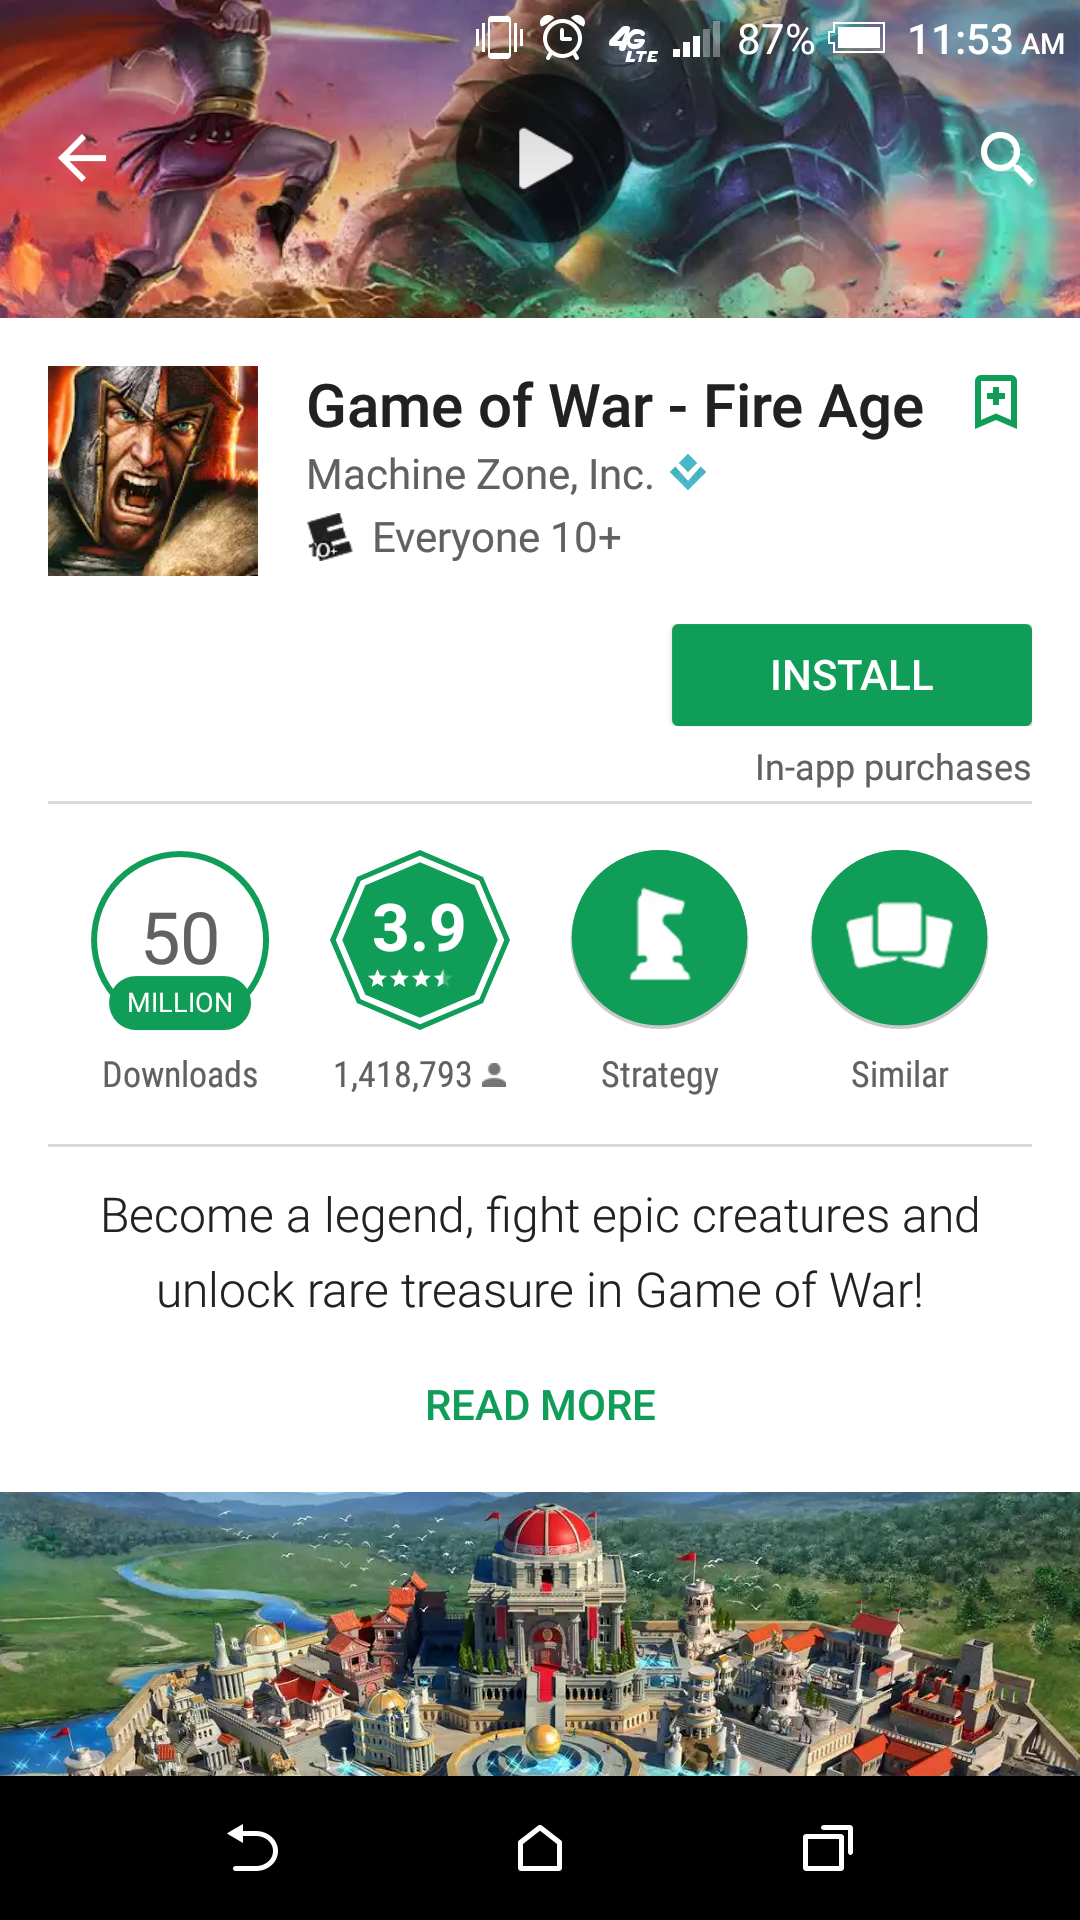 4G LTE 87% 11:53 AM
Game of War - Fire Age
Machine Zone, Inc.
E 10+ Everyone 10+
INSTALL
In-app purchases
50 MILLION
3.9
Downloads 1,418,793 Strategy Similar
Become a legend, fight epic creatures and
unlock rare treasure in Game of War!
READ MORE